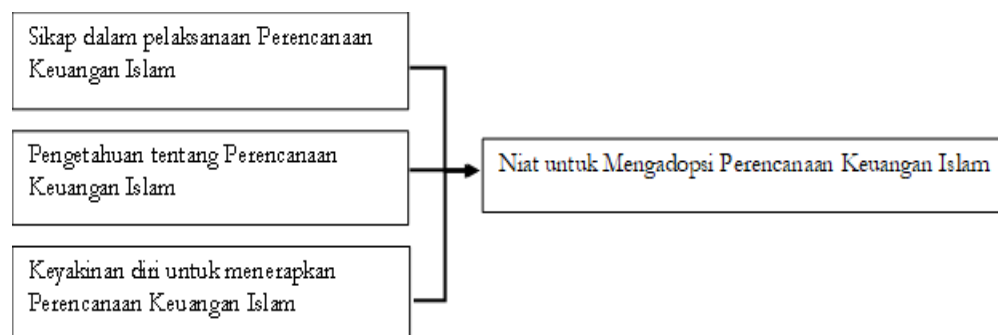 Sikap dalam pelaksanaan Perencanaan
Keuangan Islam
Pengetahuan tentang Perencanaan
Keuangan Islam
Niat untuk Mengadopsi Perencanaan Keuangan Islam
Keyakinan diri untuk menerapkan
Perencanaan Keuangan Islam